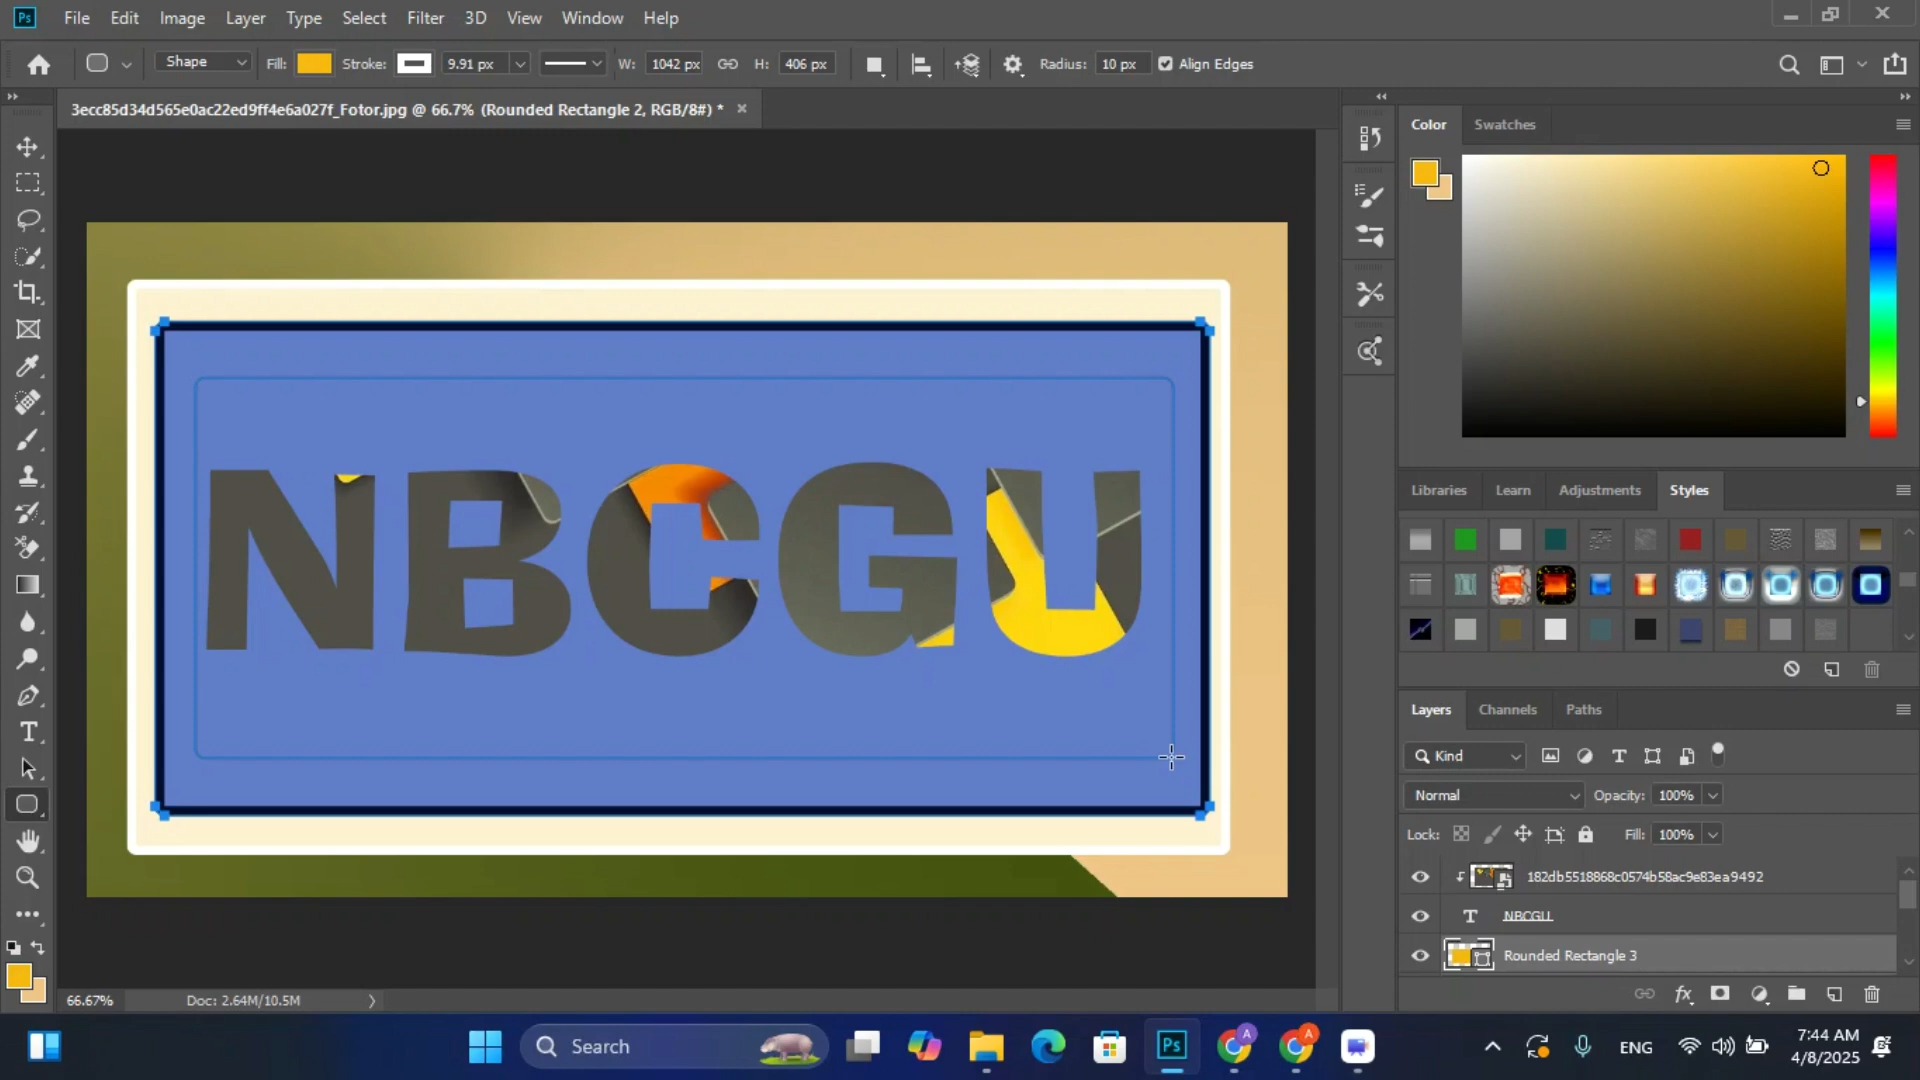 Ps File Edit Image Layer Type Select Filter 3D View Window Help
Shape Fill: Stroke: 9.91 px W: 1042 px H: 406 px Radius: 10 px Align Edges
3ecc85d34d565e0ac22ed9ff4e6a027f_Fotor.jpg @ 66.7% (Rounded Rectangle 2, RGB/8#) *
Color Swatches
NBCGU
Libraries Learn Adjustments Styles
Layers Channels Paths
Kind
Normal Opacity: 100%
Lock: Fill: 100%
182db5518868c0574b58ac9e83ea9492
T NBCGU
Rounded Rectangle 3
fx
66.67% Doc: 2.64M/10.5M
Search
Ps
A
A
ENG
7:44 AM
4/8/2025